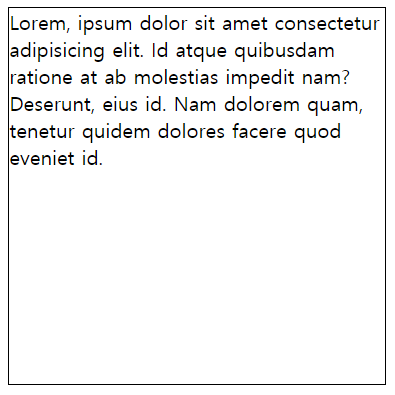 Lorem, ipsum dolor sit amet consectetur
adipisicing elit. Id atque quibusdam
ratione at ab molestias impedit nam?
Deserunt, eius id. Nam dolorem quam,
tenetur quidem dolores facere quod
eveniet id.